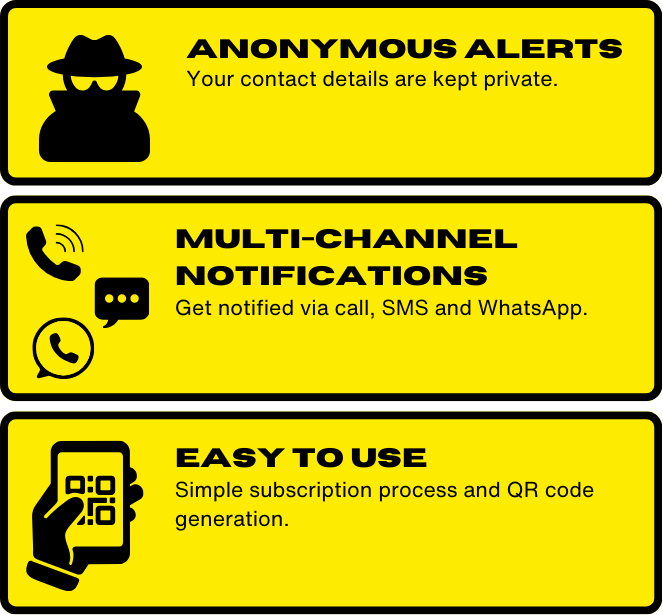 ANONYMOUS ALERTS
Your contact details are kept private.
MULTI-CHANNEL
NOTIFICATIONS
Get notified via call, SMS and WhatsApp.
EASY TO USE
Simple subscription process and QR code
generation.